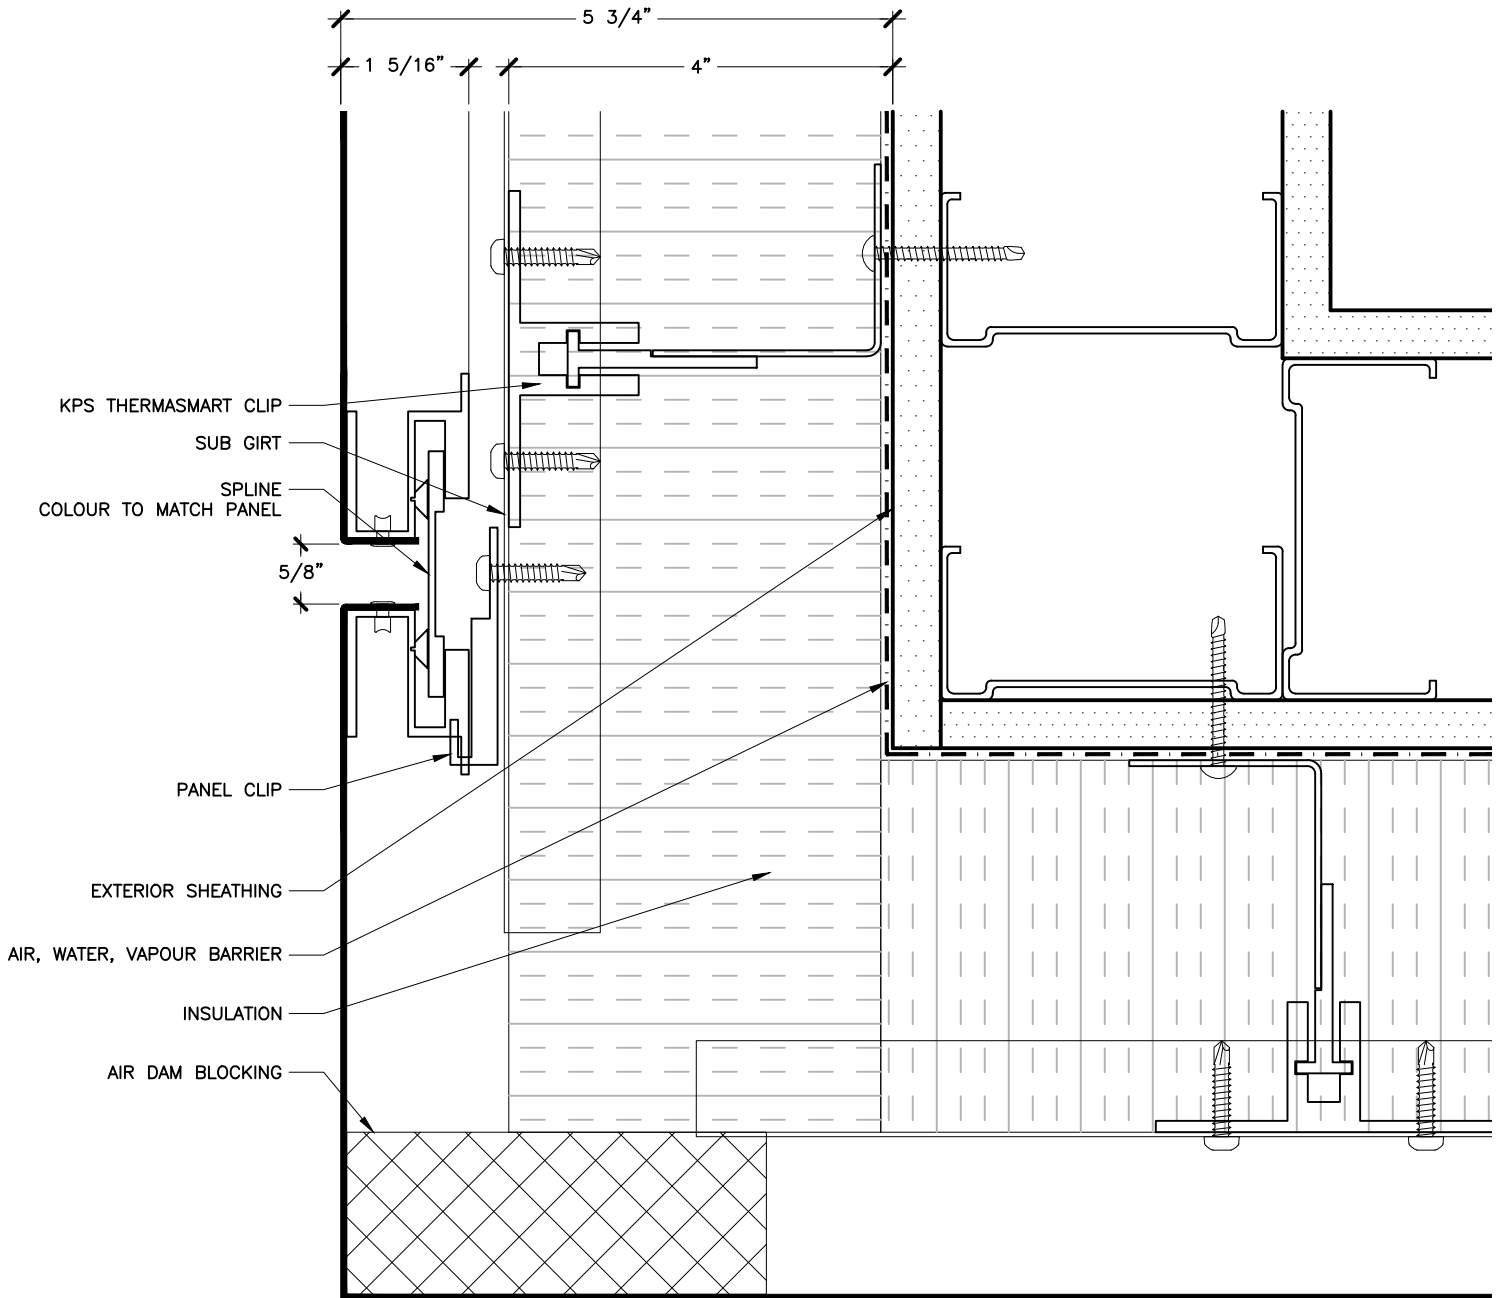 5 3/4”
1 5/16”
4”
KPS THERMASMART CLIP
SUB GIRT
SPLINE
COLOUR TO MATCH PANEL
5/8”
PANEL CLIP
EXTERIOR SHEATHING
AIR, WATER, VAPOUR BARRIER
INSULATION
AIR DAM BLOCKING